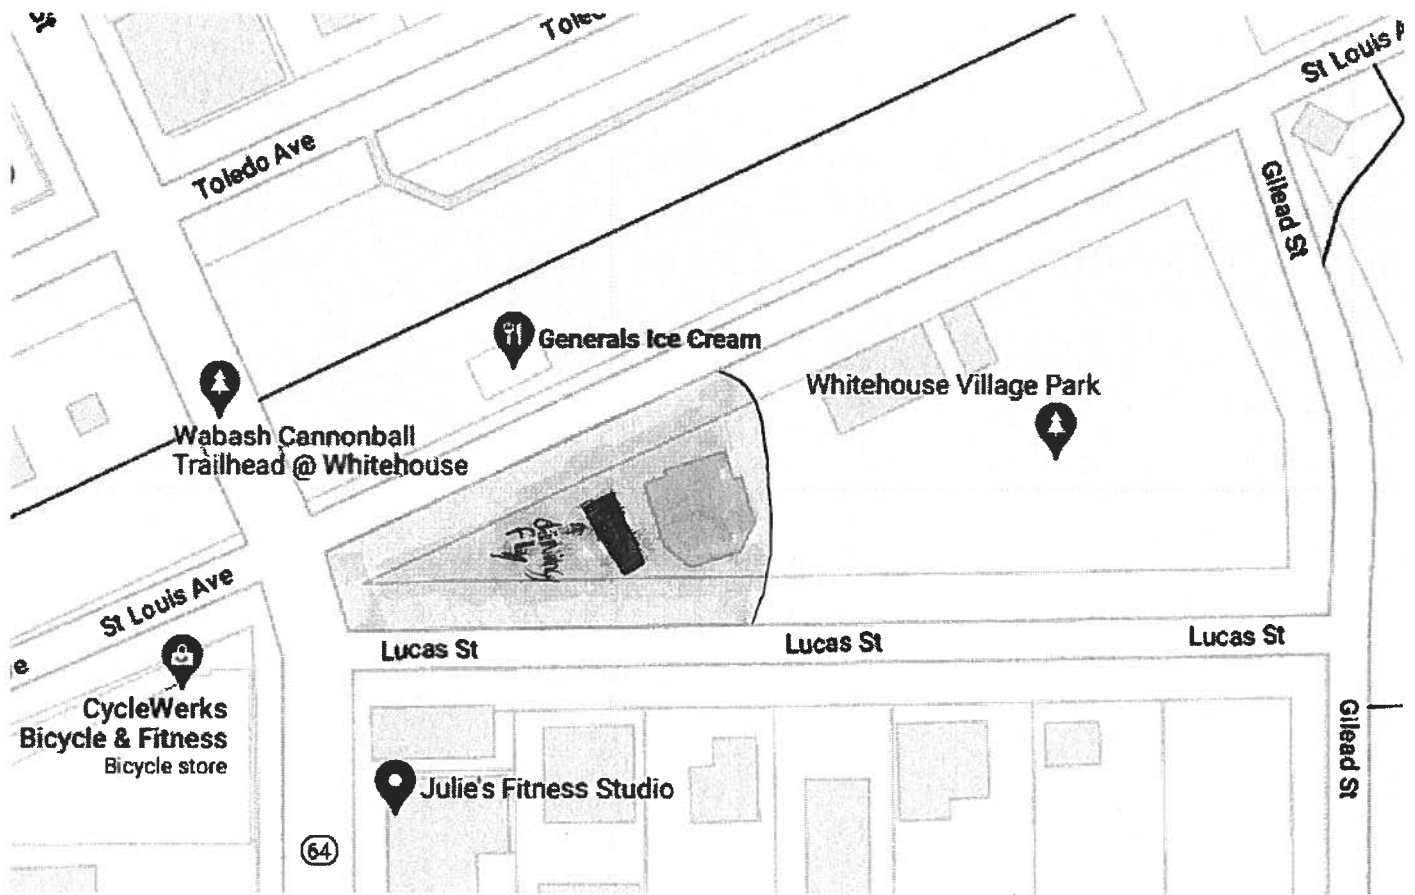 Toledo Ave
St Louis A
Gilead St
Generals Ice Cream
Whitehouse Village Park
Wabash Cannonball
Trailhead @ Whitehouse
St Louis Ave
Lucas St
Lucas St
Lucas St
CycleWerks
Bicycle & Fitness
Bicycle store
Julie's Fitness Studio
Gilead St
64